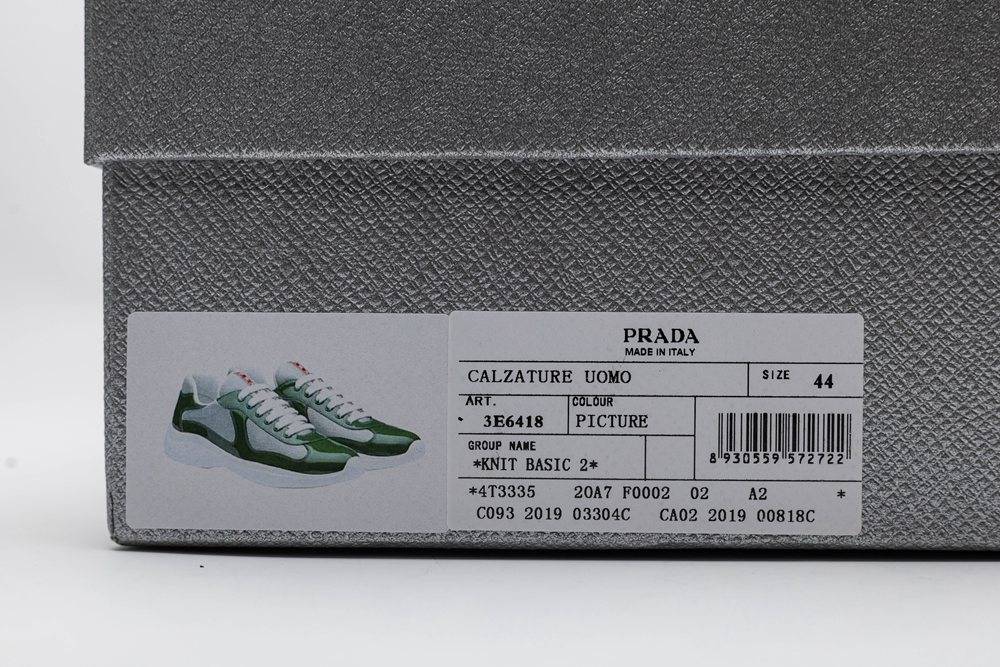 PRADA
MADE IN ITALY
CALZATURE UOMO
SIZE 44
ART. 3E6418
COLOUR PICTURE
GROUP NAME
*KNIT BASIC 2*
8 930559 572722
*4T3335 20A7 F0002 02 A2 *
C093 2019 03304C CA02 2019 00818C